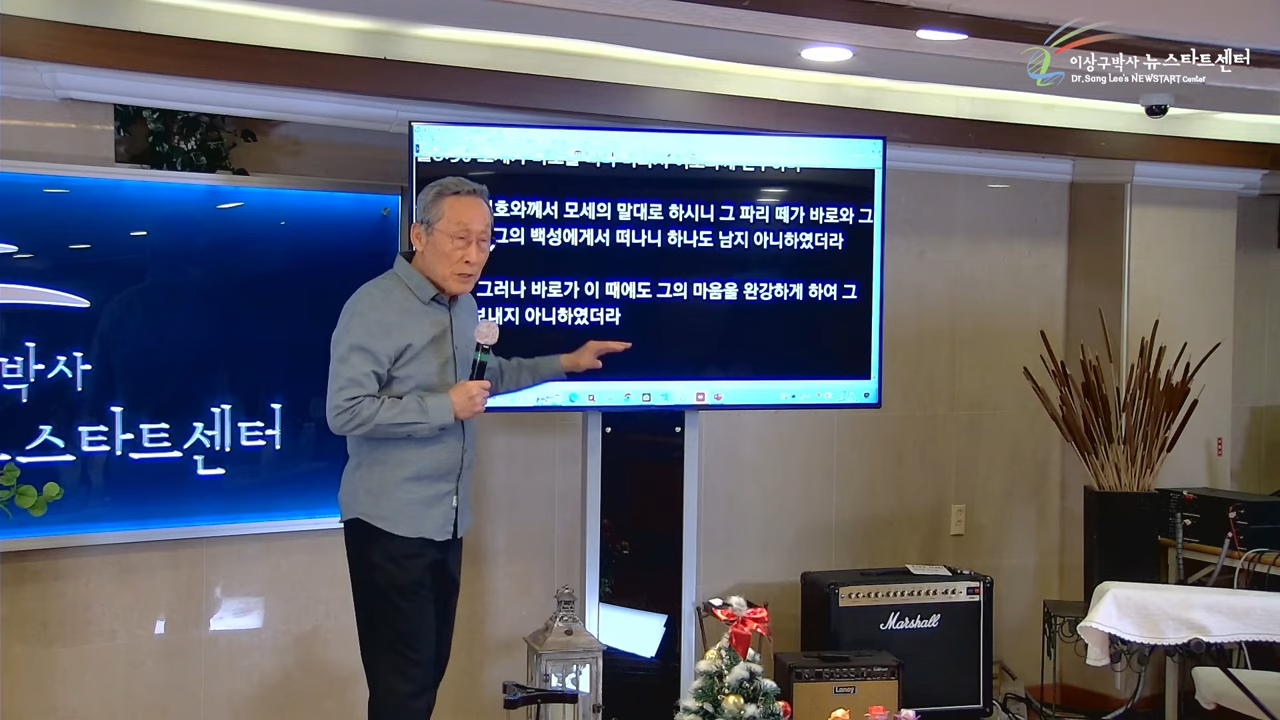 이상구박사 뉴스타트센터
Dr. Sang Lee's NEWSTART Center
호와께서 모세의 말대로 하시니 그 파리 떼가 바로와 그
그의 백성에게서 떠나니 하나도 남지 아니하였더라
그러나 바로가 이 때에도 그의 마음을 완강하게 하여 그
보내지 아니하였더라
박사
스타트센터
Marshall
Laney